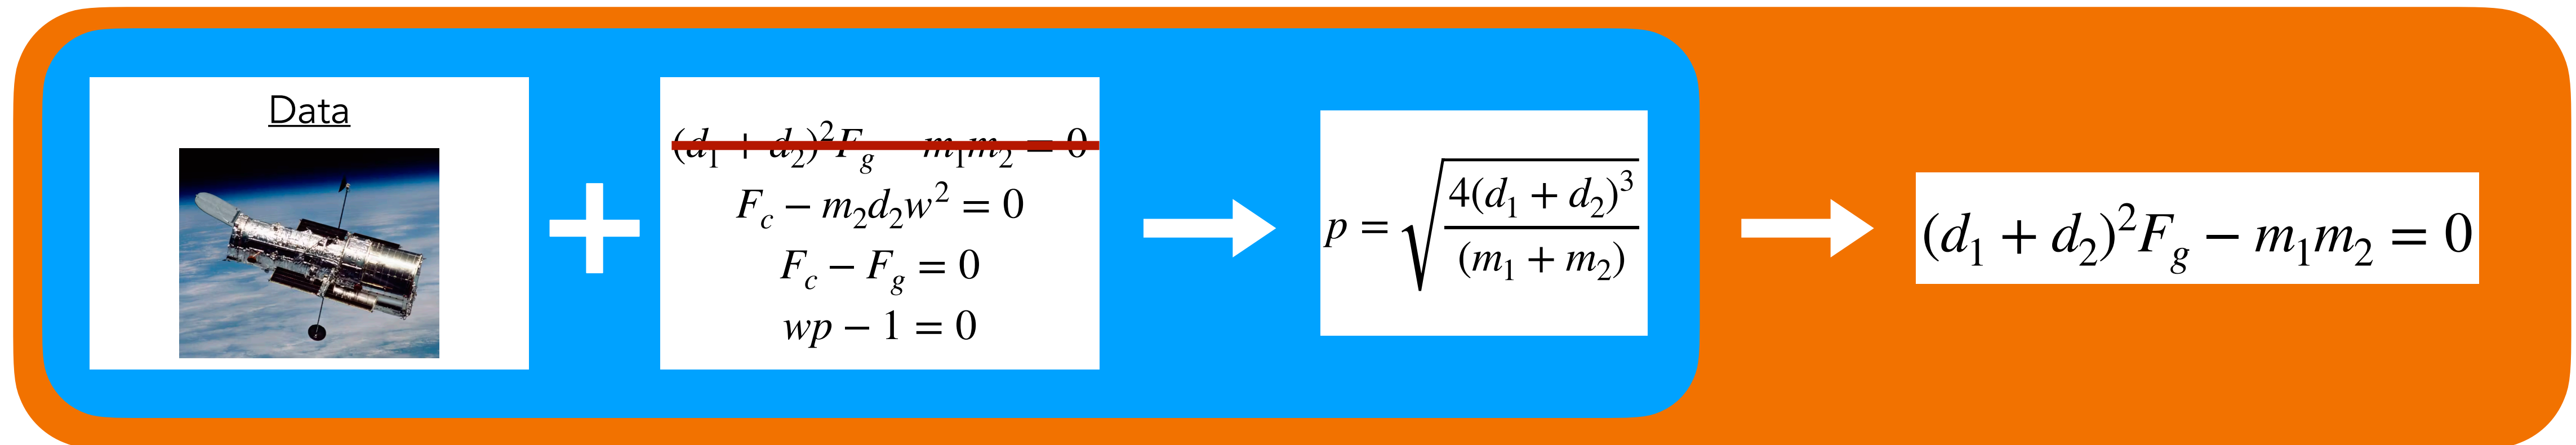 Data
(d₁ + d₂)²F_g − m₁m₂ = 0
F_c − m₂d₂w² = 0
F_c − F_g = 0
wp − 1 = 0
p = √(4(d₁ + d₂)³ / (m₁ + m₂))
(d₁ + d₂)²F_g − m₁m₂ = 0